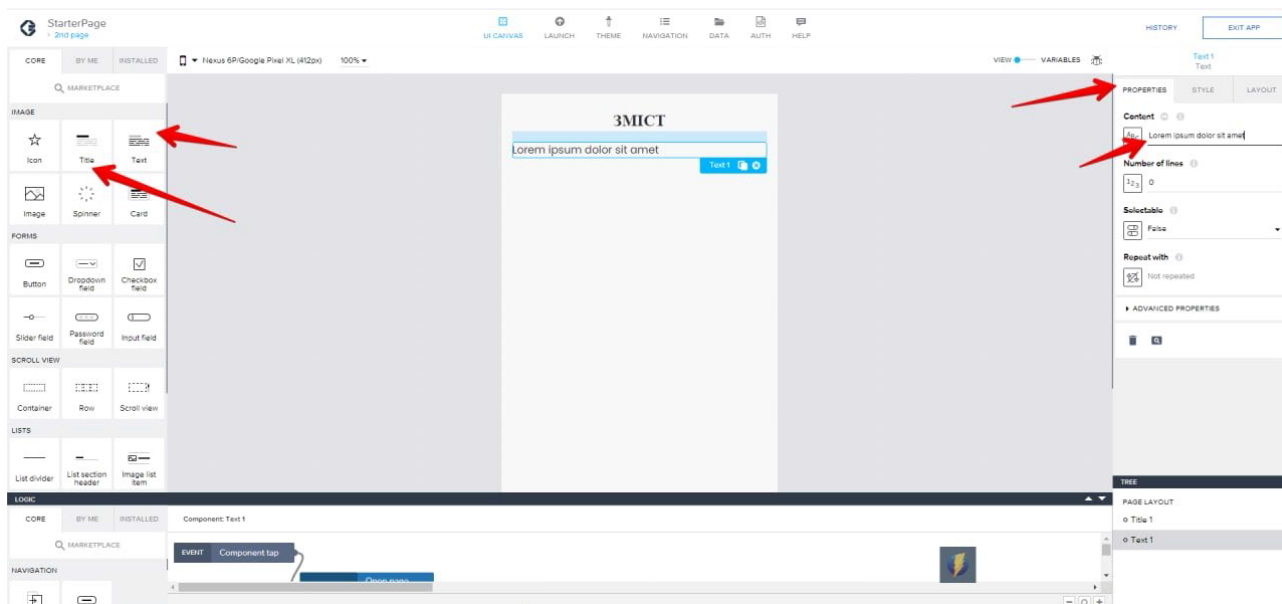 StarterPage
› 2nd page
UI CANVAS
LAUNCH
THEME
NAVIGATION
DATA
AUTH
HELP
HISTORY
EXIT APP
CORE
BY ME
INSTALLED
Nexus 6P/Google Pixel XL (412px)
100%
VIEW
VARIABLES
Text 1
Text
MARKETPLACE
PROPERTIES
STYLE
LAYOUT
IMAGE
Icon
Title
Text
Image
Spinner
Card
FORMS
Button
Dropdown field
Checkbox field
Slider field
Password field
Input field
SCROLL VIEW
Container
Row
Scroll view
LISTS
List divider
List section header
Image list item
ЗМІСТ
Lorem ipsum dolor sit amet
Text 1
Content
Lorem ipsum dolor sit amet
Number of lines
123
0
Selectable
False
Repeat with
Not repeated
ADVANCED PROPERTIES
TREE
PAGE LAYOUT
Title 1
Text 1
LOGIC
CORE
BY ME
INSTALLED
Component: Text 1
MARKETPLACE
EVENT
Component tap
Open page
NAVIGATION